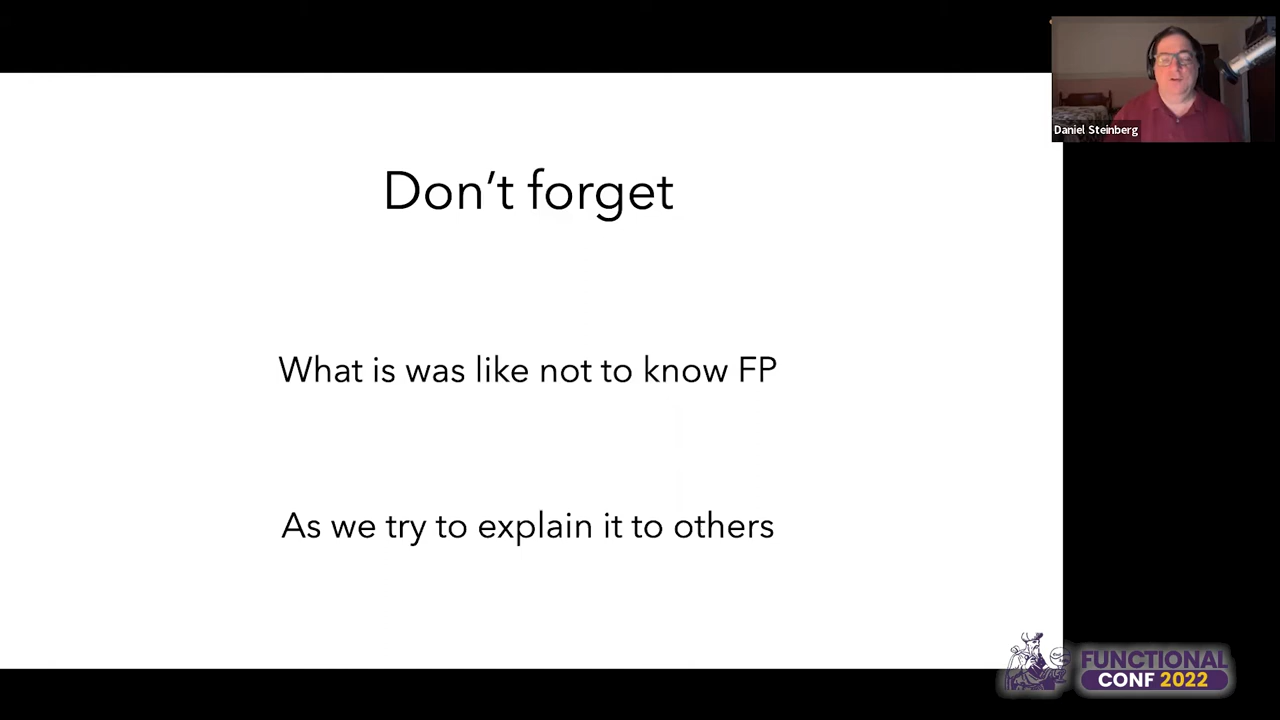 Don't forget
What is was like not to know FP
As we try to explain it to others
Daniel Steinberg
FUNCTIONAL
CONF 2022